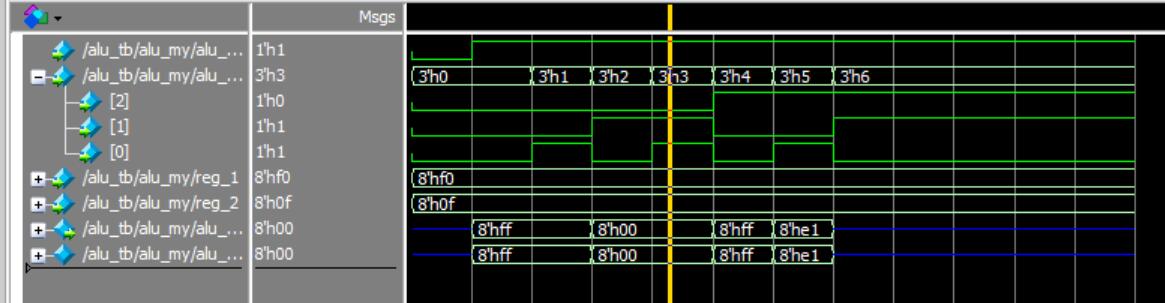 Msgs
/alu_tb/alu_my/alu_... 1'h1
/alu_tb/alu_my/alu_... 3'h3 3'h0 3'h1 3'h2 3'h3 3'h4 3'h5 3'h6
[2] 1'h0
[1] 1'h1
[0] 1'h1
/alu_tb/alu_my/reg_1 8'hf0 8'hf0
/alu_tb/alu_my/reg_2 8'h0f 8'h0f
/alu_tb/alu_my/alu_... 8'h00 8'hff 8'h00 8'hff 8'he1
/alu_tb/alu_my/alu_... 8'h00 8'hff 8'h00 8'hff 8'he1